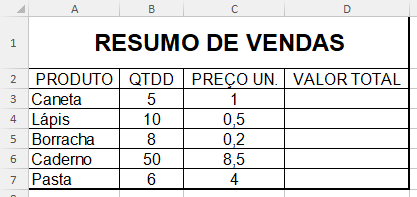 A B C D
1 RESUMO DE VENDAS
2 PRODUTO QTDD PREÇO UN. VALOR TOTAL
3 Caneta 5 1
4 Lápis 10 0,5
5 Borracha 8 0,2
6 Caderno 50 8,5
7 Pasta 6 4